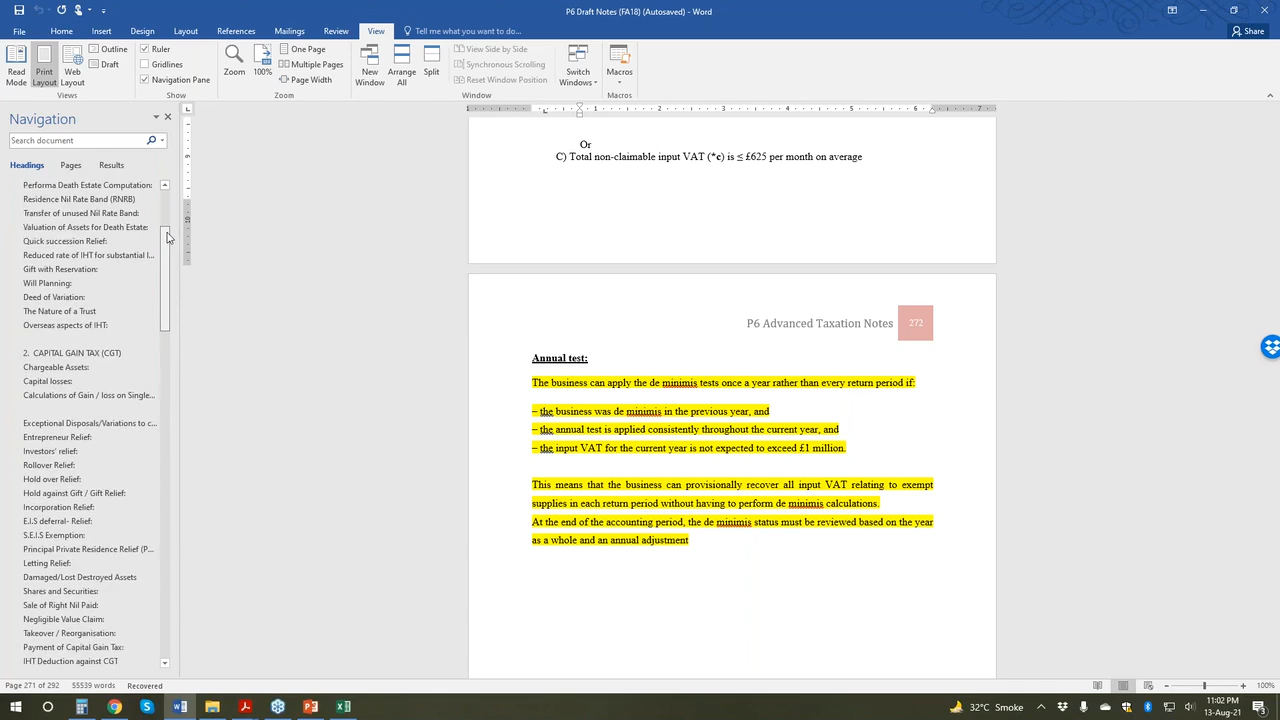 P6 Draft Notes (FA18) (Autosaved) - Word
File Home Insert Draw Design Layout References Mailings Review View Tell me what you want to do... Share
Read Mode
Print Layout
Web Layout
Outline
Draft
Views
Ruler
Gridlines
Navigation Pane
Show
Zoom
100%
One Page
Multiple Pages
Page Width
Zoom
New Window
Arrange All
Split
View Side by Side
Synchronous Scrolling
Reset Window Position
Window
Switch Windows
Macros
Macros
Navigation
Search document
Headings Pages Results
Performa Death Estate Computation:
Residence Nil Rate Band (RNRB)
Transfer of unused Nil Rate Band:
Valuation of Assets for Death Estate:
Quick succession Relief:
Reduced rate of IHT for substantial l...
Gift with Reservation:
Will Planning:
Deed of Variation:
The Nature of a Trust
Overseas aspects of IHT:
2. CAPITAL GAIN TAX (CGT)
Chargeable Assets:
Capital losses:
Calculations of Gain / loss on Single...
Exceptional Disposals/Variations to c...
Entrepreneur Relief:
Investors' relief:
Rollover Relief:
Hold over Relief:
Hold against Gift / Gift Relief:
Incorporation Relief:
E.I.S deferral- Relief:
S.E.I.S Exemption:
Principal Private Residence Relief (P...
Letting Relief:
Damaged/Lost Destroyed Assets
Shares and Securities:
Sale of Right Nil Paid:
Negligible Value Claim:
Takeover / Reorganisation:
Payment of Capital Gain Tax:
IHT Deduction against CGT
1 1 2 3 4 5 6 7
9
10
Or
C) Total non-claimable input VAT (*c) is ≤ £625 per month on average
P6 Advanced Taxation Notes 272
Annual test:
The business can apply the de minimis tests once a year rather than every return period if:
– the business was de minimis in the previous year, and
– the annual test is applied consistently throughout the current year, and
– the input VAT for the current year is not expected to exceed £1 million.
This means that the business can provisionally recover all input VAT relating to exempt
supplies in each return period without having to perform de minimis calculations.
At the end of the accounting period, the de minimis status must be reviewed based on the year
as a whole and an annual adjustment
Page 271 of 292 55539 words Recovered
100%
32°C Smoke
11:02 PM
13-Aug-21